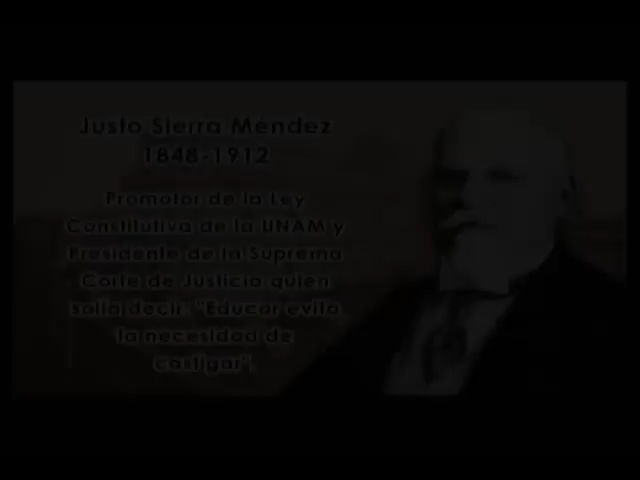 Justo Sierra Méndez
1848-1912
Promotor de la Ley
Constitutiva de la UNAM y
Presidente de la Suprema
Corte de Justicia quien
solía decir: "Educar evita
la necesidad de
castigar".